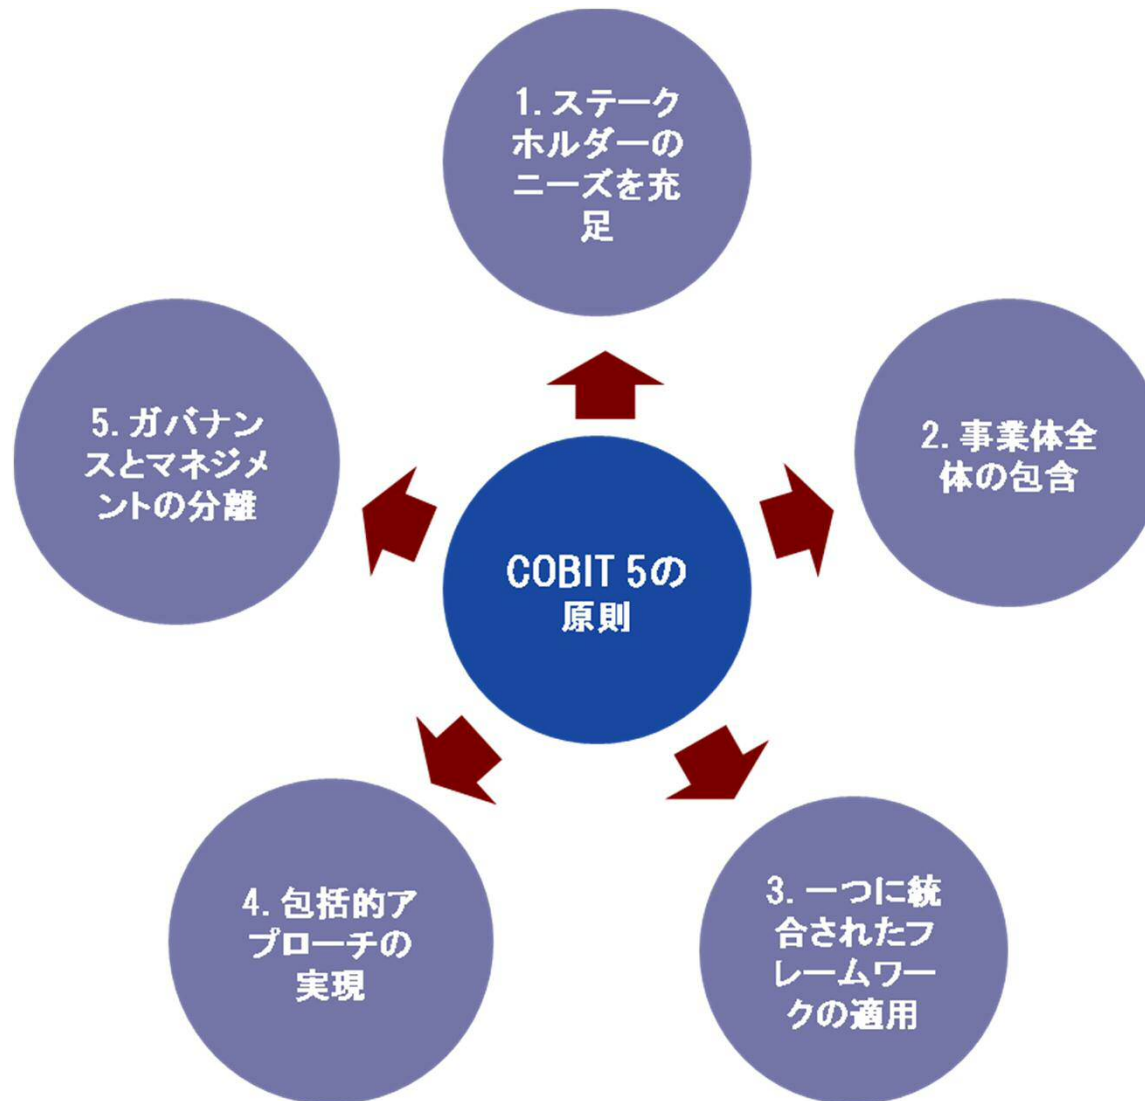 1. ステーク
ホルダーの
ニーズを充
足
2. 事業体全
体の包含
5. ガバナン
スとマネジメ
ントの分離
COBIT 5の
原則
3. 一つに統
合されたフ
レームワー
クの適用
4. 包括的ア
プローチの
実現